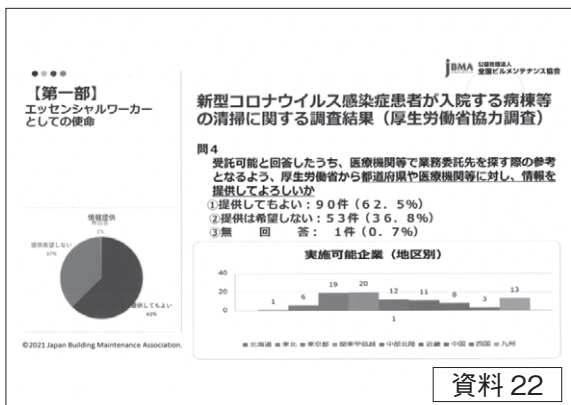 JBMA 公益社団法人
全国ビルメンテナンス協会
【第一部】
エッセンシャルワーカー
としての使命
新型コロナウイルス感染症患者が入院する病棟等
の清掃に関する調査結果（厚生労働省協力調査）
問４
受託可能と回答したうち、医療機関等で業務委託先を探す際の参考
となるよう、厚生労働省から都道府県や医療機関等に対し、情報を
提供してよろしいか
①提供してもよい：９０件（６２．５％）
②提供は希望しない：５３件（３６．８％）
③無　回　答：　１件（０．７％）
情報提供
無回答
1%
提供希望しない
37%
提供してもよい
62%
実施可能企業（地区別）
40
20
0
1 6 19 20 12 11 8 3 13
1
■北海道 ■東北 ■東京都 ■関東甲信越 ■中部北陸 ■近畿 ■中国 ■四国 ■九州
©2021 Japan Building Maintenance Association.
資料 22